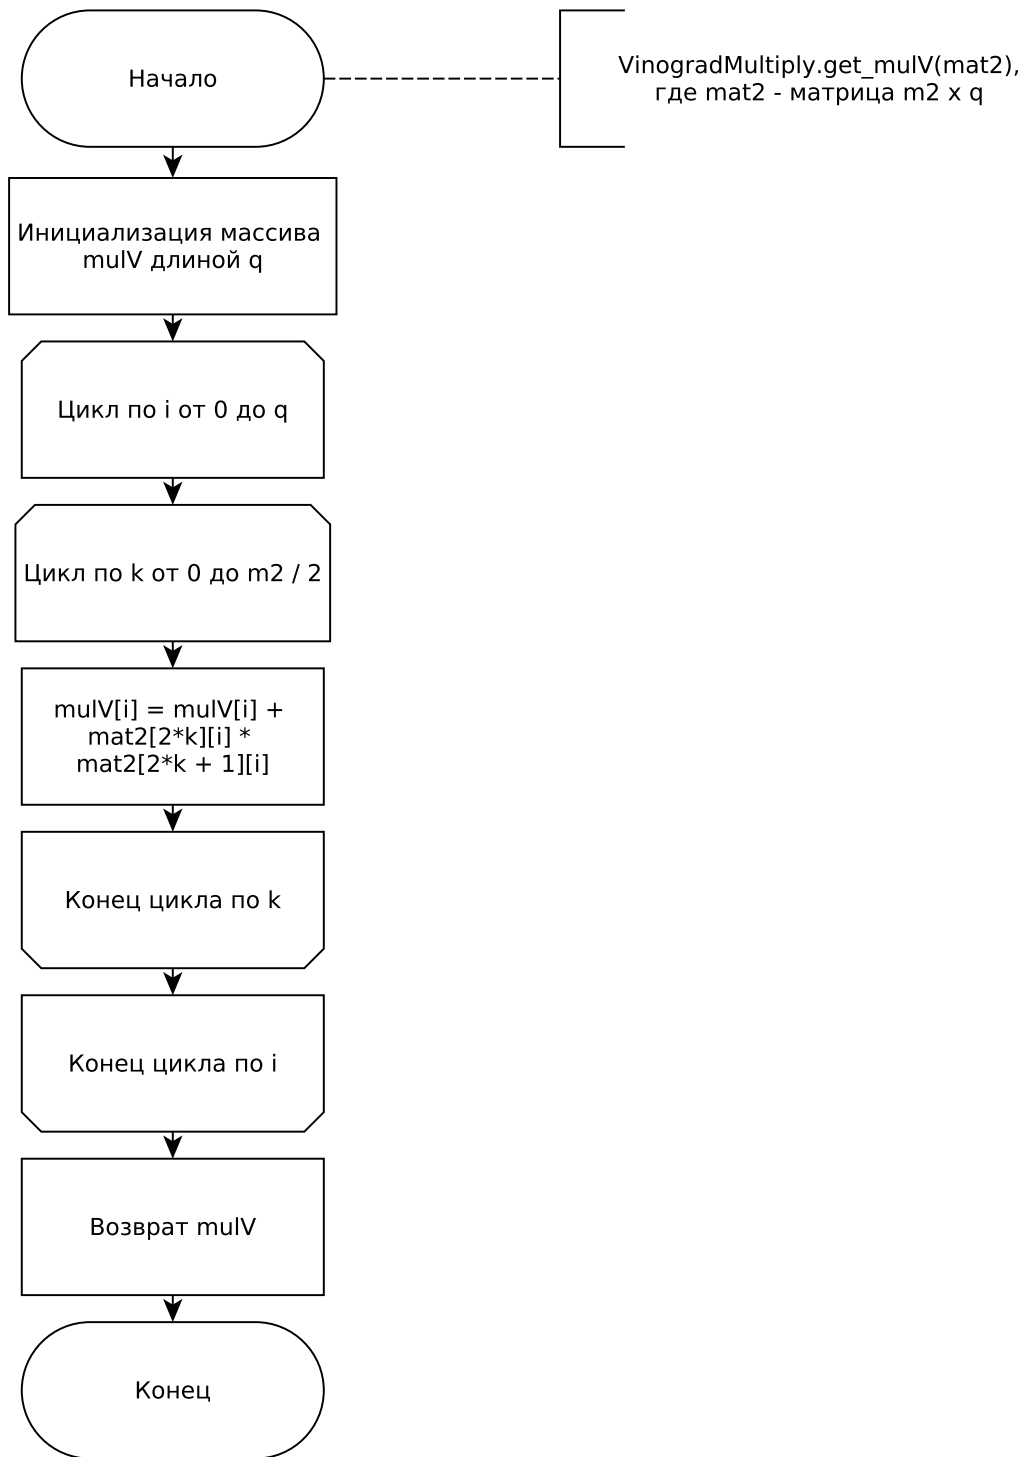 Начало
VinogradMultiply.get_mulV(mat2),
где mat2 - матрица m2 x q
Инициализация массива
mulV длиной q
Цикл по i от 0 до q
Цикл по k от 0 до m2 / 2
mulV[i] = mulV[i] +
mat2[2*k][i] *
mat2[2*k + 1][i]
Конец цикла по k
Конец цикла по i
Возврат mulV
Конец